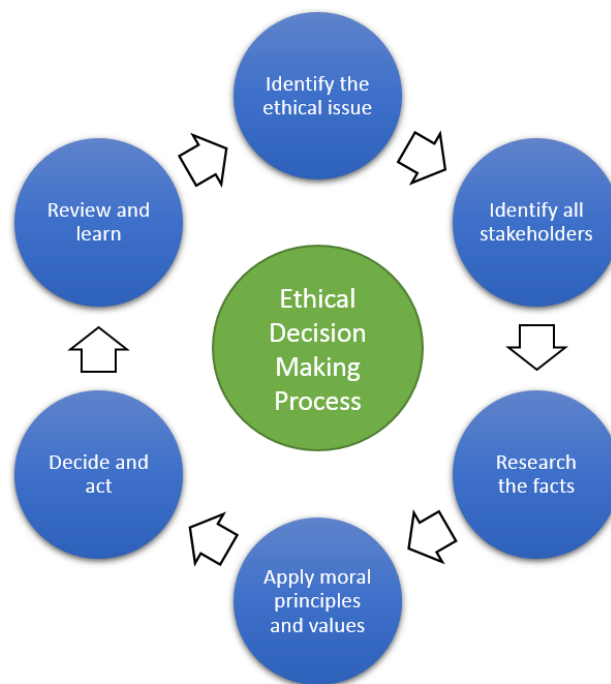 Identify the
ethical issue
Identify all
stakeholders
Research
the facts
Apply moral
principles
and values
Decide and
act
Review and
learn
Ethical
Decision
Making
Process